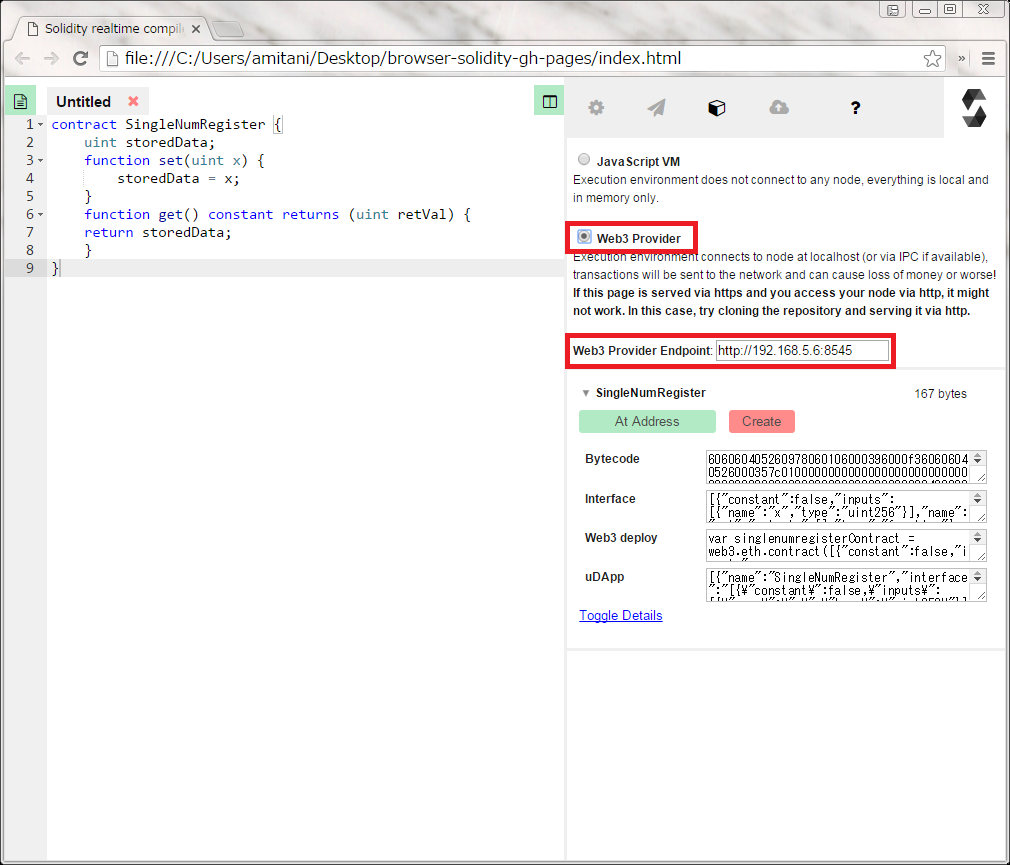 Solidity realtime compile
file:///C:/Users/amitani/Desktop/browser-solidity-gh-pages/index.html
»
Untitled
?
1 contract SingleNumRegister {
2 uint storedData;
3 function set(uint x) {
4 storedData = x;
5 }
6 function get() constant returns (uint retVal) {
7 return storedData;
8 }
9 }
JavaScript VM
Execution environment does not connect to any node, everything is local and
in memory only.
Web3 Provider
Execution environment connects to node at localhost (or via IPC if available),
transactions will be sent to the network and can cause loss of money or worse!
If this page is served via https and you access your node via http, it might
not work. In this case, try cloning the repository and serving it via http.
Web3 Provider Endpoint: http://192.168.5.6:8545
SingleNumRegister 167 bytes
At Address Create
Bytecode
606060405260978060106000396000f360606040
Interface
[{"constant":false,"inputs":
[{"name":"x","type":"uint256"}],"name":
Web3 deploy
var singlenumregisterContract =
web3.eth.contract([{"constant":false,"i
uDApp
[{"name":"SingleNumRegister","interface
":"[{¥"constant¥":false,¥"inputs¥":
Toggle Details